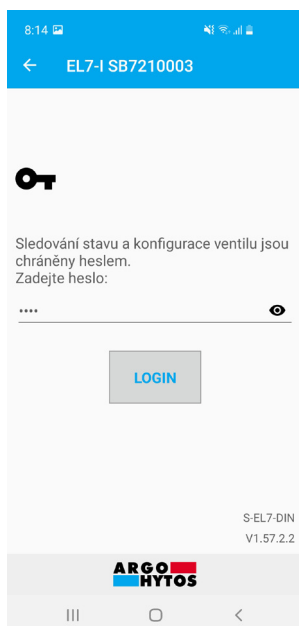 8:14
EL7-I SB7210003
Sledování stavu a konfigurace ventilu jsou
chráněny heslem.
Zadejte heslo:
••••
LOGIN
S-EL7-DIN
V1.57.2.2
ARGO
HYTOS